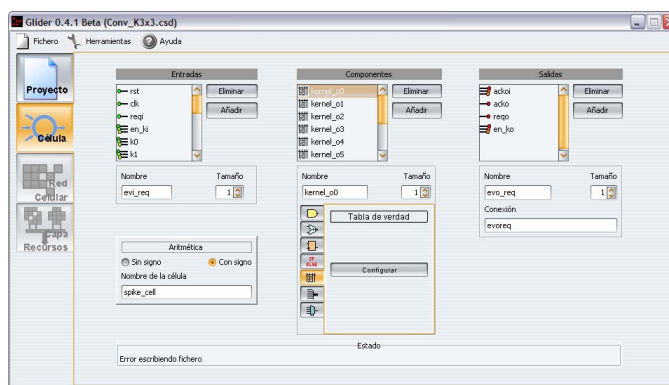 Glider 0.4.1 Beta (Conv_K3x3.csd)
Fichero Herramientas Ayuda
Proyecto
Célula
Red
Celular
Capa
Recursos
Entradas
rst
clk
reqi
en_ki
k0
k1
Eliminar
Añadir
Nombre Tamaño
evi_req 1
Aritmética
Sin signo Con signo
Nombre de la célula
spike_cell
Componentes
kernel_o0
kernel_o1
kernel_o2
kernel_o3
kernel_o4
kernel_o5
Eliminar
Añadir
Nombre Tamaño
kernel_o0 1
IF
ELSE
Tabla de verdad
Configurar
Salidas
ackoi
acko
reqo
en_ko
Eliminar
Añadir
Nombre Tamaño
evo_req 1
Conexión
evoreq
Estado
Error escribiendo fichero